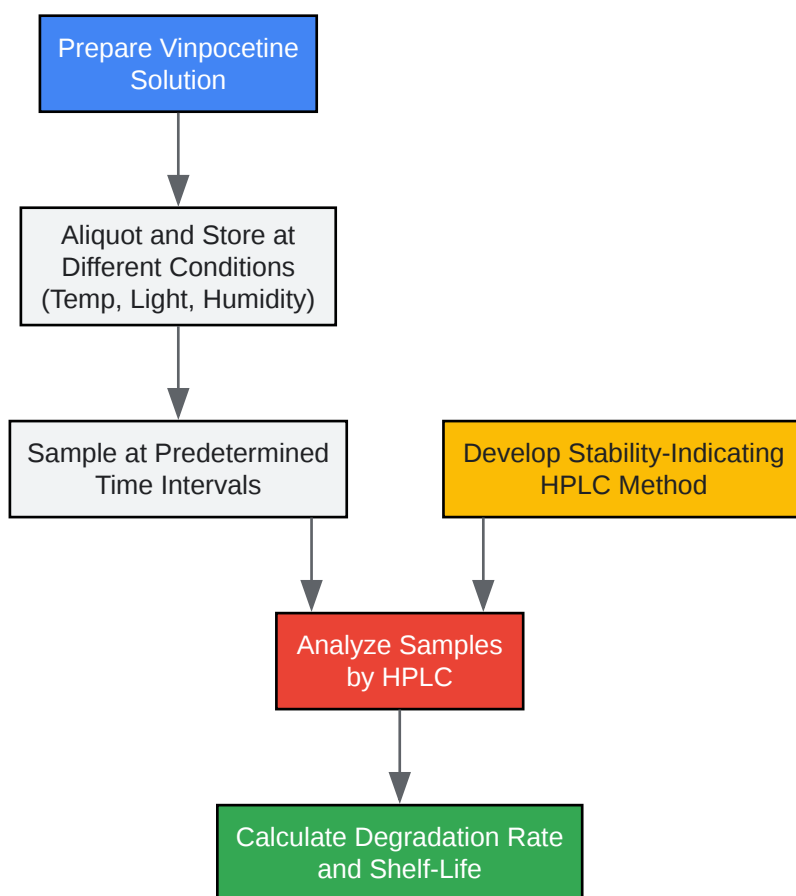 Prepare Vinpocetine
Solution
Aliquot and Store at
Different Conditions
(Temp, Light, Humidity)
Sample at Predetermined
Time Intervals
Develop Stability-Indicating
HPLC Method
Analyze Samples
by HPLC
Calculate Degradation Rate
and Shelf-Life